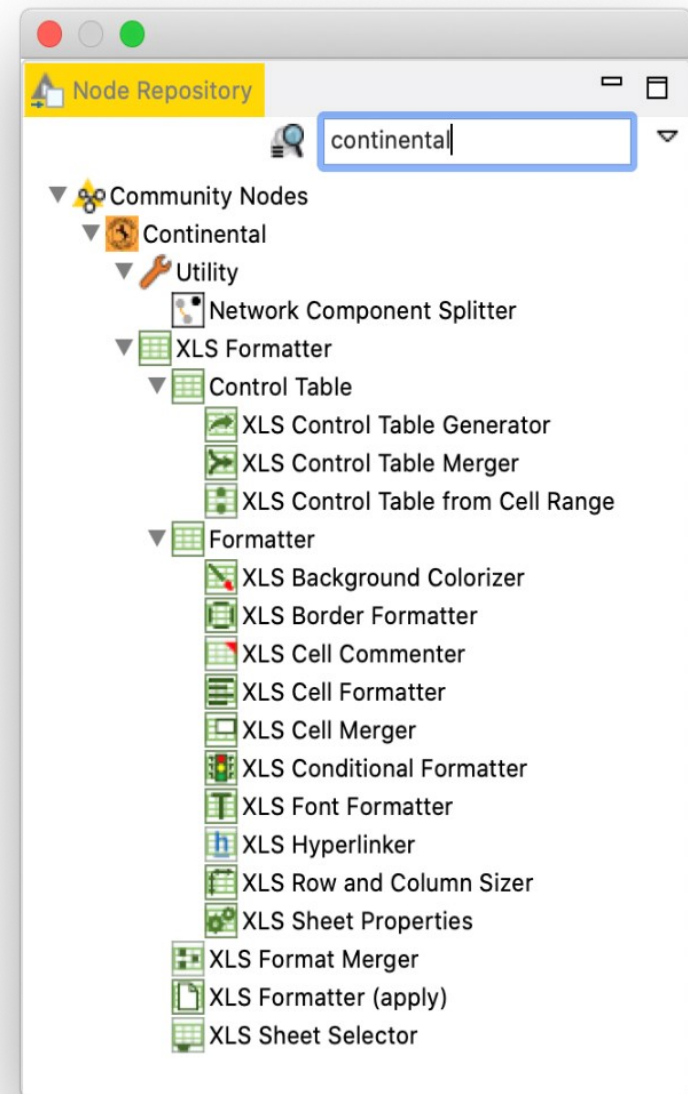 Node Repository
continental
Community Nodes
Continental
Utility
Network Component Splitter
XLS Formatter
Control Table
XLS Control Table Generator
XLS Control Table Merger
XLS Control Table from Cell Range
Formatter
XLS Background Colorizer
XLS Border Formatter
XLS Cell Commenter
XLS Cell Formatter
XLS Cell Merger
XLS Conditional Formatter
XLS Font Formatter
XLS Hyperlinker
XLS Row and Column Sizer
XLS Sheet Properties
XLS Format Merger
XLS Formatter (apply)
XLS Sheet Selector